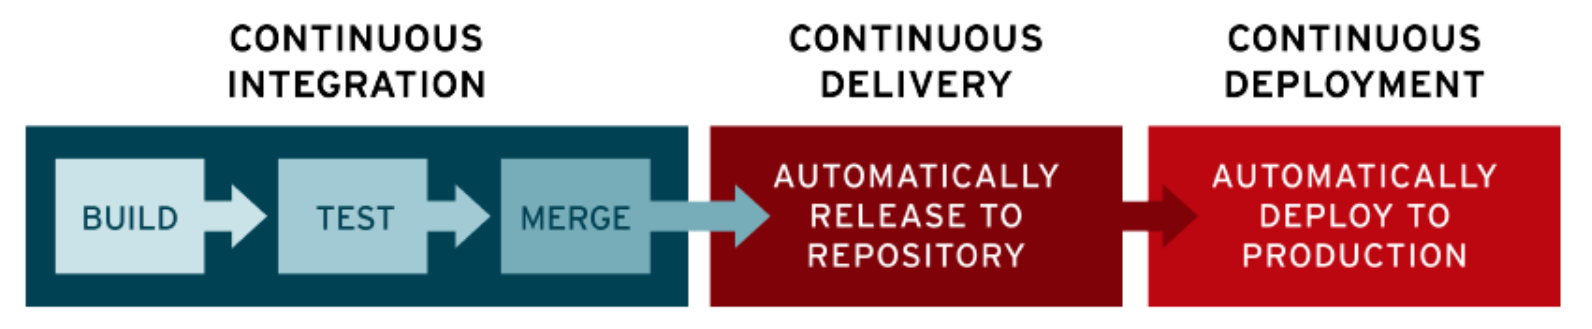 CONTINUOUS
INTEGRATION
CONTINUOUS
DELIVERY
CONTINUOUS
DEPLOYMENT
BUILD
TEST
MERGE
AUTOMATICALLY
RELEASE TO
REPOSITORY
AUTOMATICALLY
DEPLOY TO
PRODUCTION